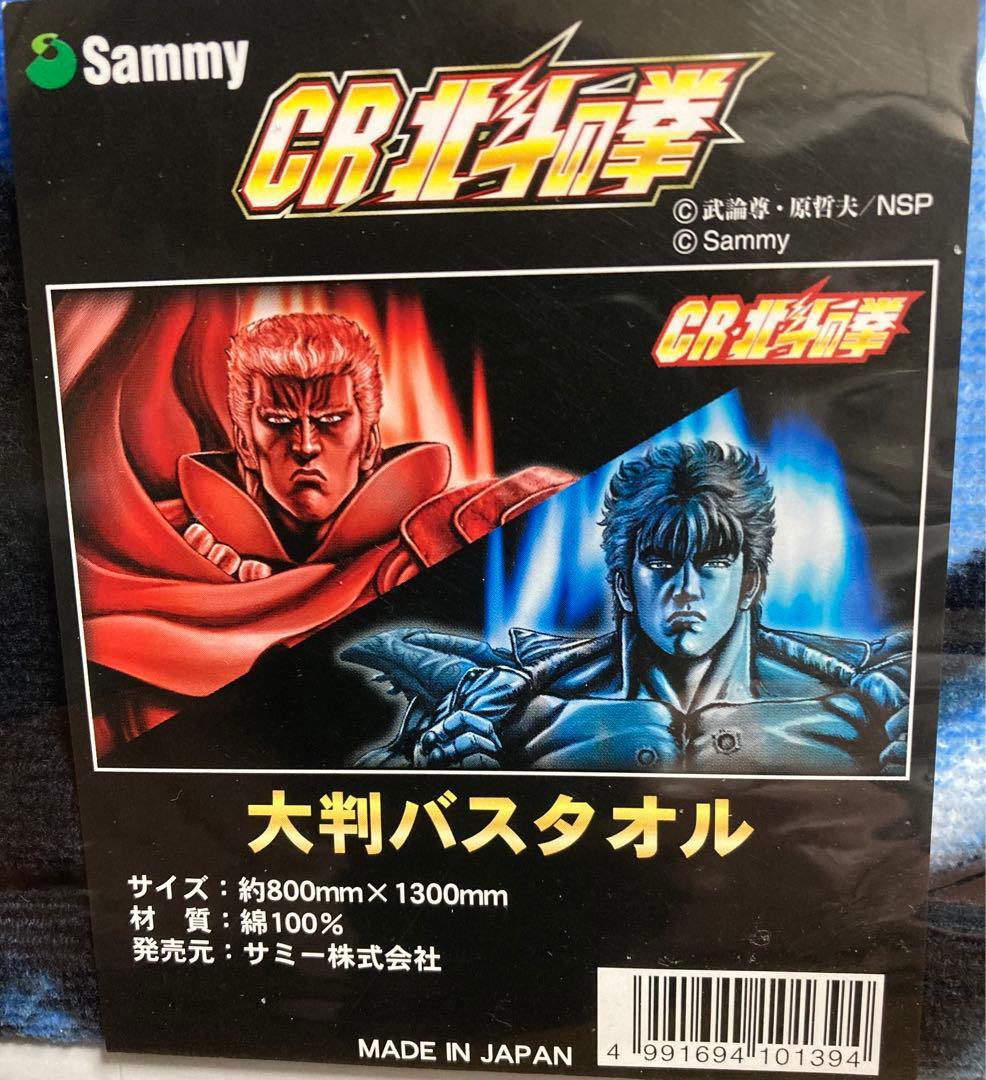 Sammy
CR北斗の拳
©武論尊・原哲夫/NSP
©Sammy
CR北斗の拳
大判バスタオル
サイズ：約800mm×1300mm
材　質：綿100%
発売元：サミー株式会社
MADE IN JAPAN
4 991694 101394